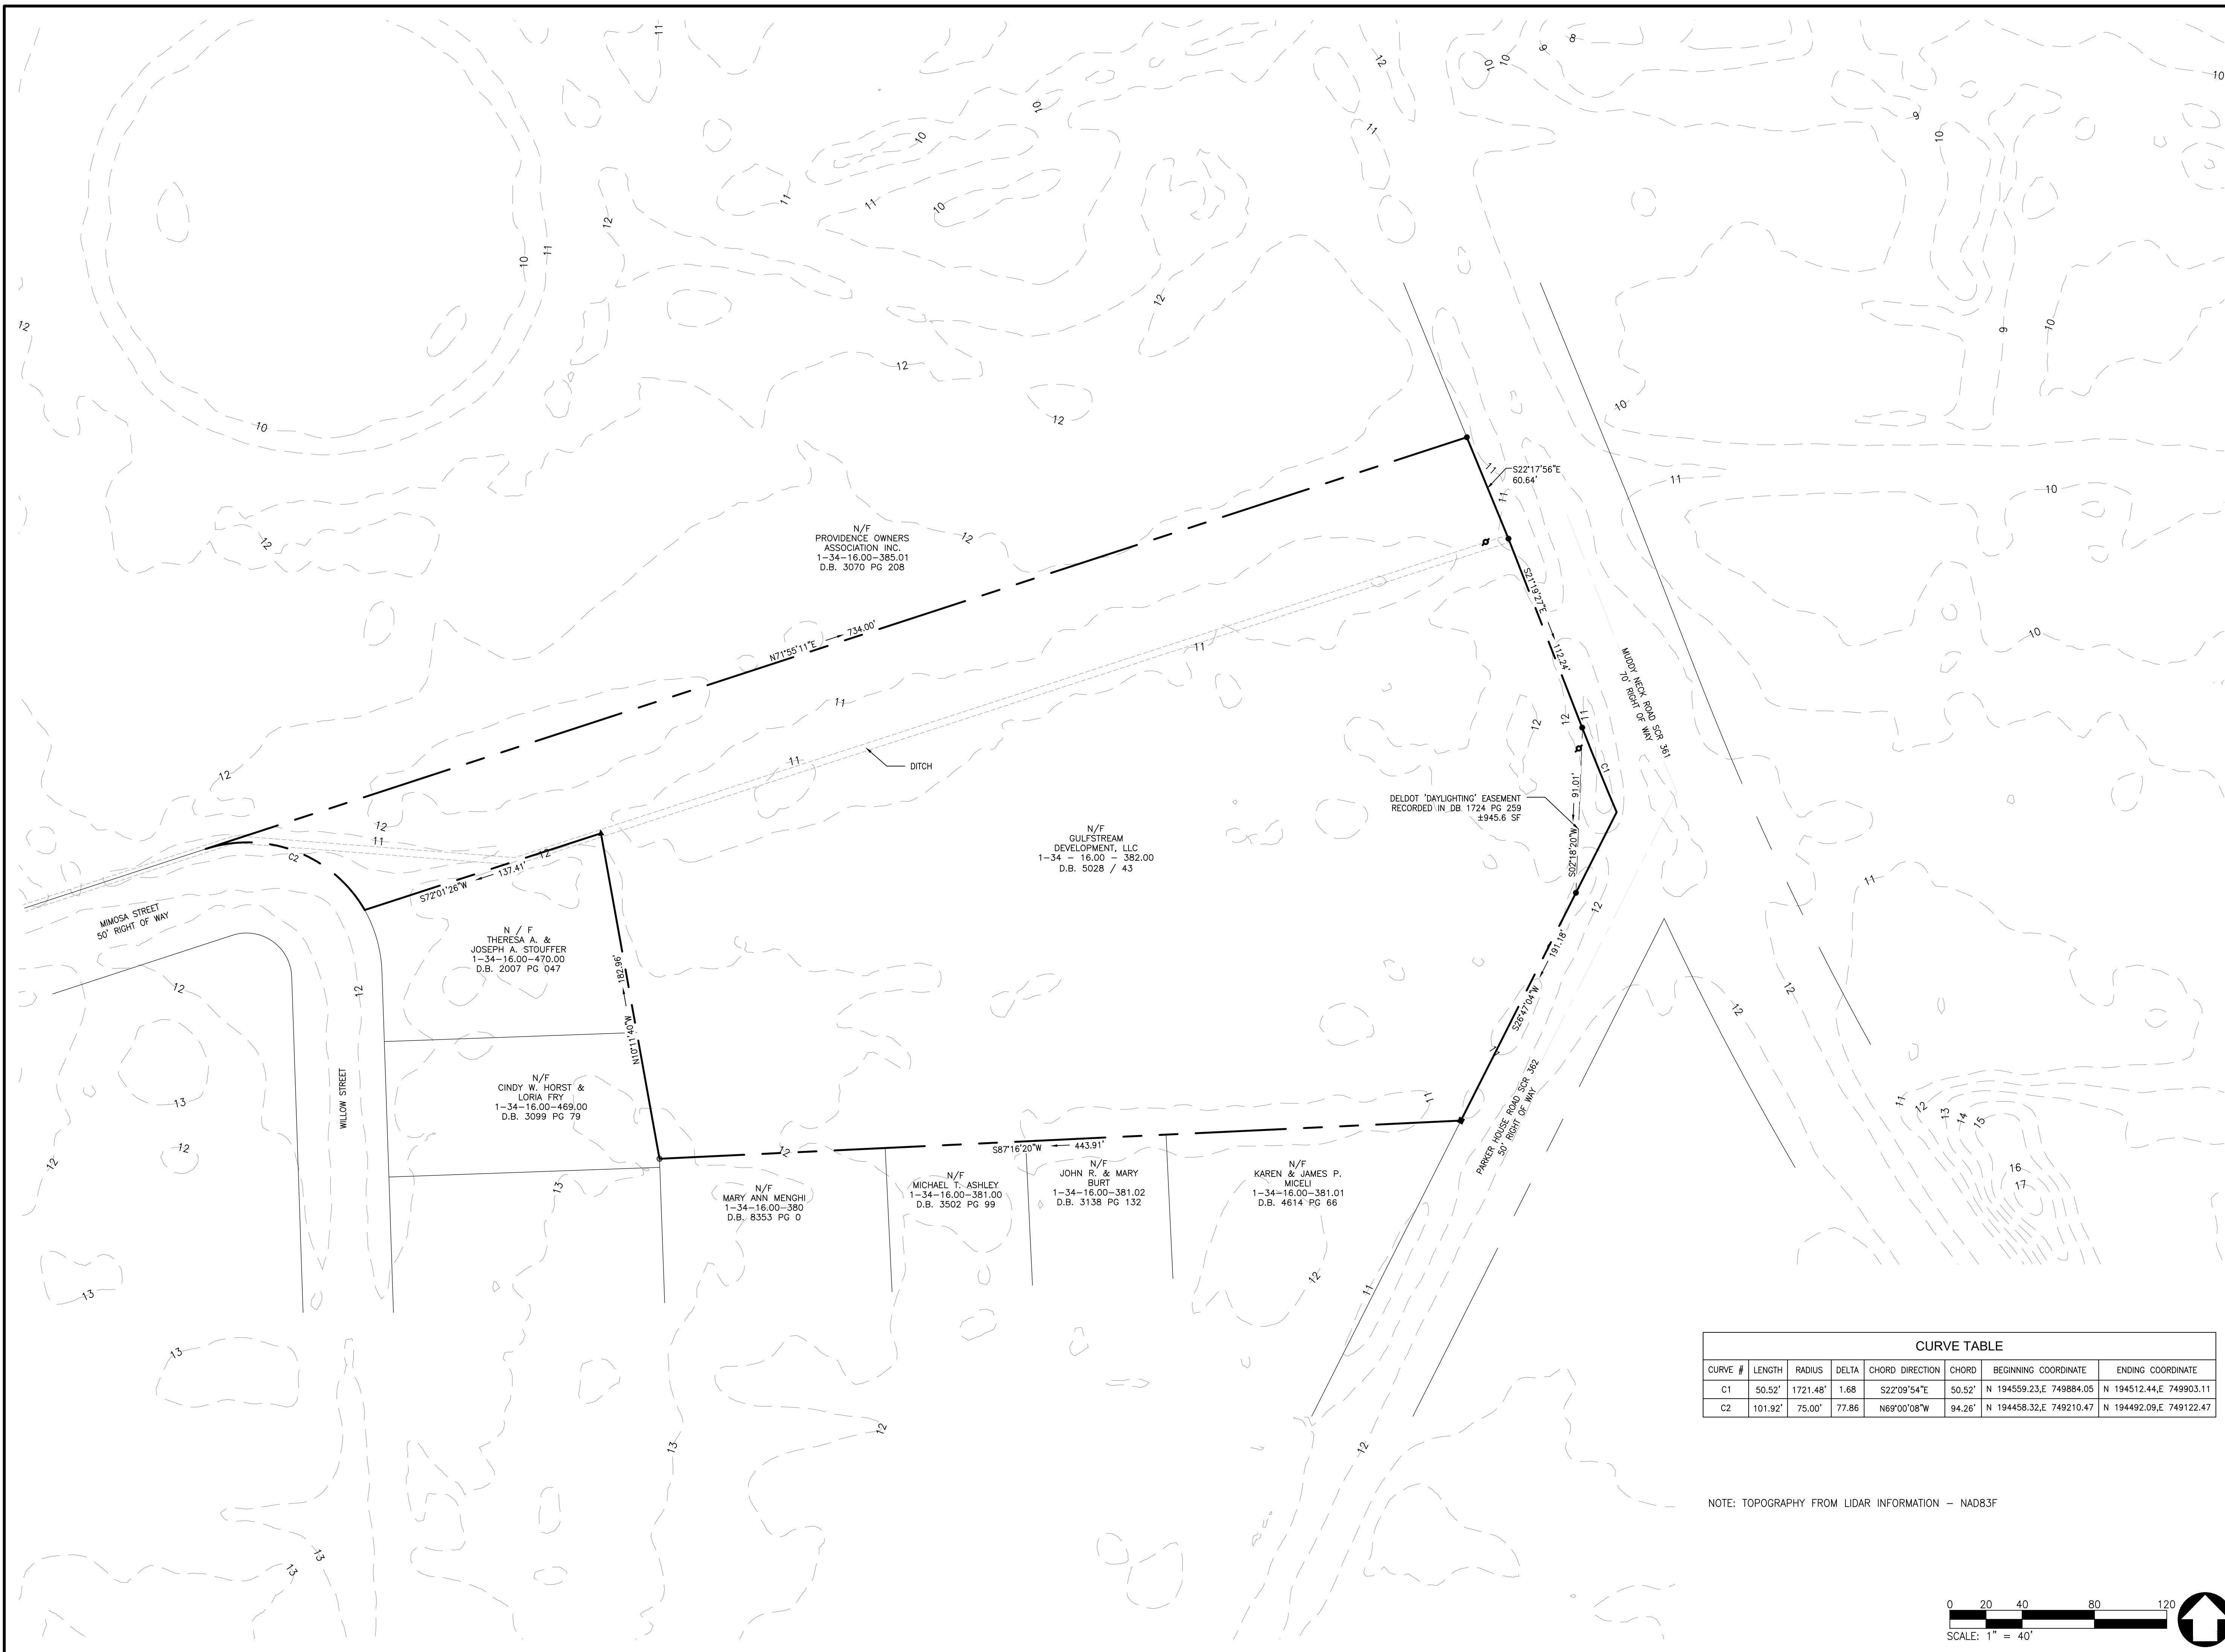 N/F
PROVIDENCE OWNERS
ASSOCIATION INC.
1-34-16.00-385.01
D.B. 3070 PG 208
S22°17'56"E
60.64'
N71°55'11"E
734.00'
S21°19'27"E
112.24'
MUDDY NECK ROAD SCR 361
70' RIGHT OF WAY
DITCH
C1
91.01'
S02°18'20"W
DELDOT 'DAYLIGHTING' EASEMENT
RECORDED IN DB 1724 PG 259
±945.6 SF
N/F
GULFSTREAM
DEVELOPMENT, LLC
1-34 - 16.00 - 382.00
D.B. 5028 / 43
C2
S72°01'26"W
137.41'
MIMOSA STREET
50' RIGHT OF WAY
N / F
THERESA A. &
JOSEPH A. STOUFFER
1-34-16.00-470.00
D.B. 2007 PG 047
182.96'
N10°11'40"W
191.18'
S26°47'04"W
WILLOW STREET
N/F
CINDY W. HORST &
LORIA FRY
1-34-16.00-469.00
D.B. 3099 PG 79
PARKER HOUSE ROAD SCR 362
50' RIGHT OF WAY
S87°16'20"W
443.91'
N/F
MARY ANN MENGHI
1-34-16.00-380
D.B. 8353 PG 0
N/F
MICHAEL T. ASHLEY
1-34-16.00-381.00
D.B. 3502 PG 99
N/F
JOHN R. & MARY
BURT
1-34-16.00-381.02
D.B. 3138 PG 132
N/F
KAREN & JAMES P.
MICELI
1-34-16.00-381.01
D.B. 4614 PG 66
11
12
13
14
15
16
17
CURVE TABLE
CURVE # LENGTH RADIUS DELTA CHORD DIRECTION CHORD BEGINNING COORDINATE ENDING COORDINATE
C1 50.52' 1721.48' 1.68 S22°09'54"E 50.52' N 194559.23,E 749884.05 N 194512.44,E 749903.11
C2 101.92' 75.00' 77.86 N69°00'08"W 94.26' N 194458.32,E 749210.47 N 194492.09,E 749122.47
NOTE: TOPOGRAPHY FROM LIDAR INFORMATION - NAD83F
0 20 40 80 120
SCALE: 1" = 40'